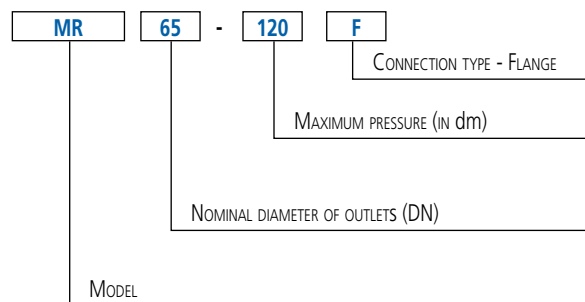 MR 65 - 120 F
Connection type - Flange
Maximum pressure (in dm)
Nominal diameter of outlets (DN)
Model